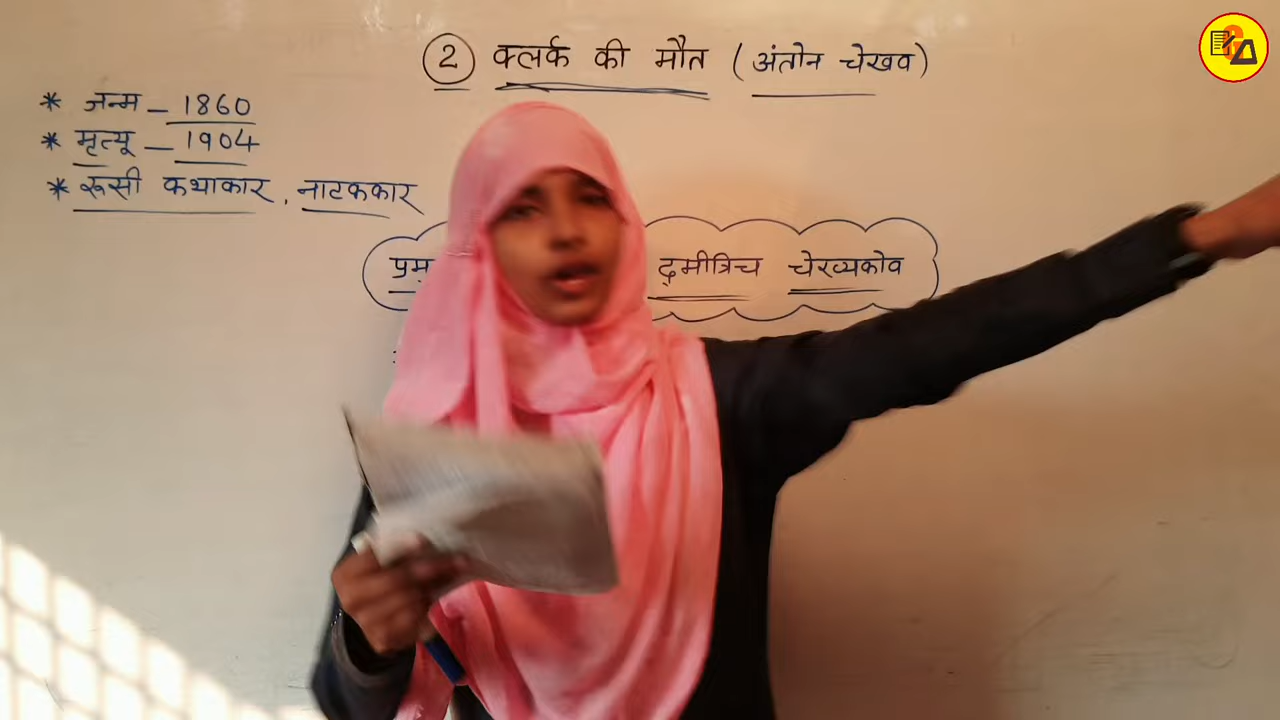 2 क्लर्क की मौत (अंतोन चेखव)
* जन्म – 1860
* मृत्यू – 1904
* रूसी कथाकार, नाटककार
द्मीत्रिच चेरव्यकोव